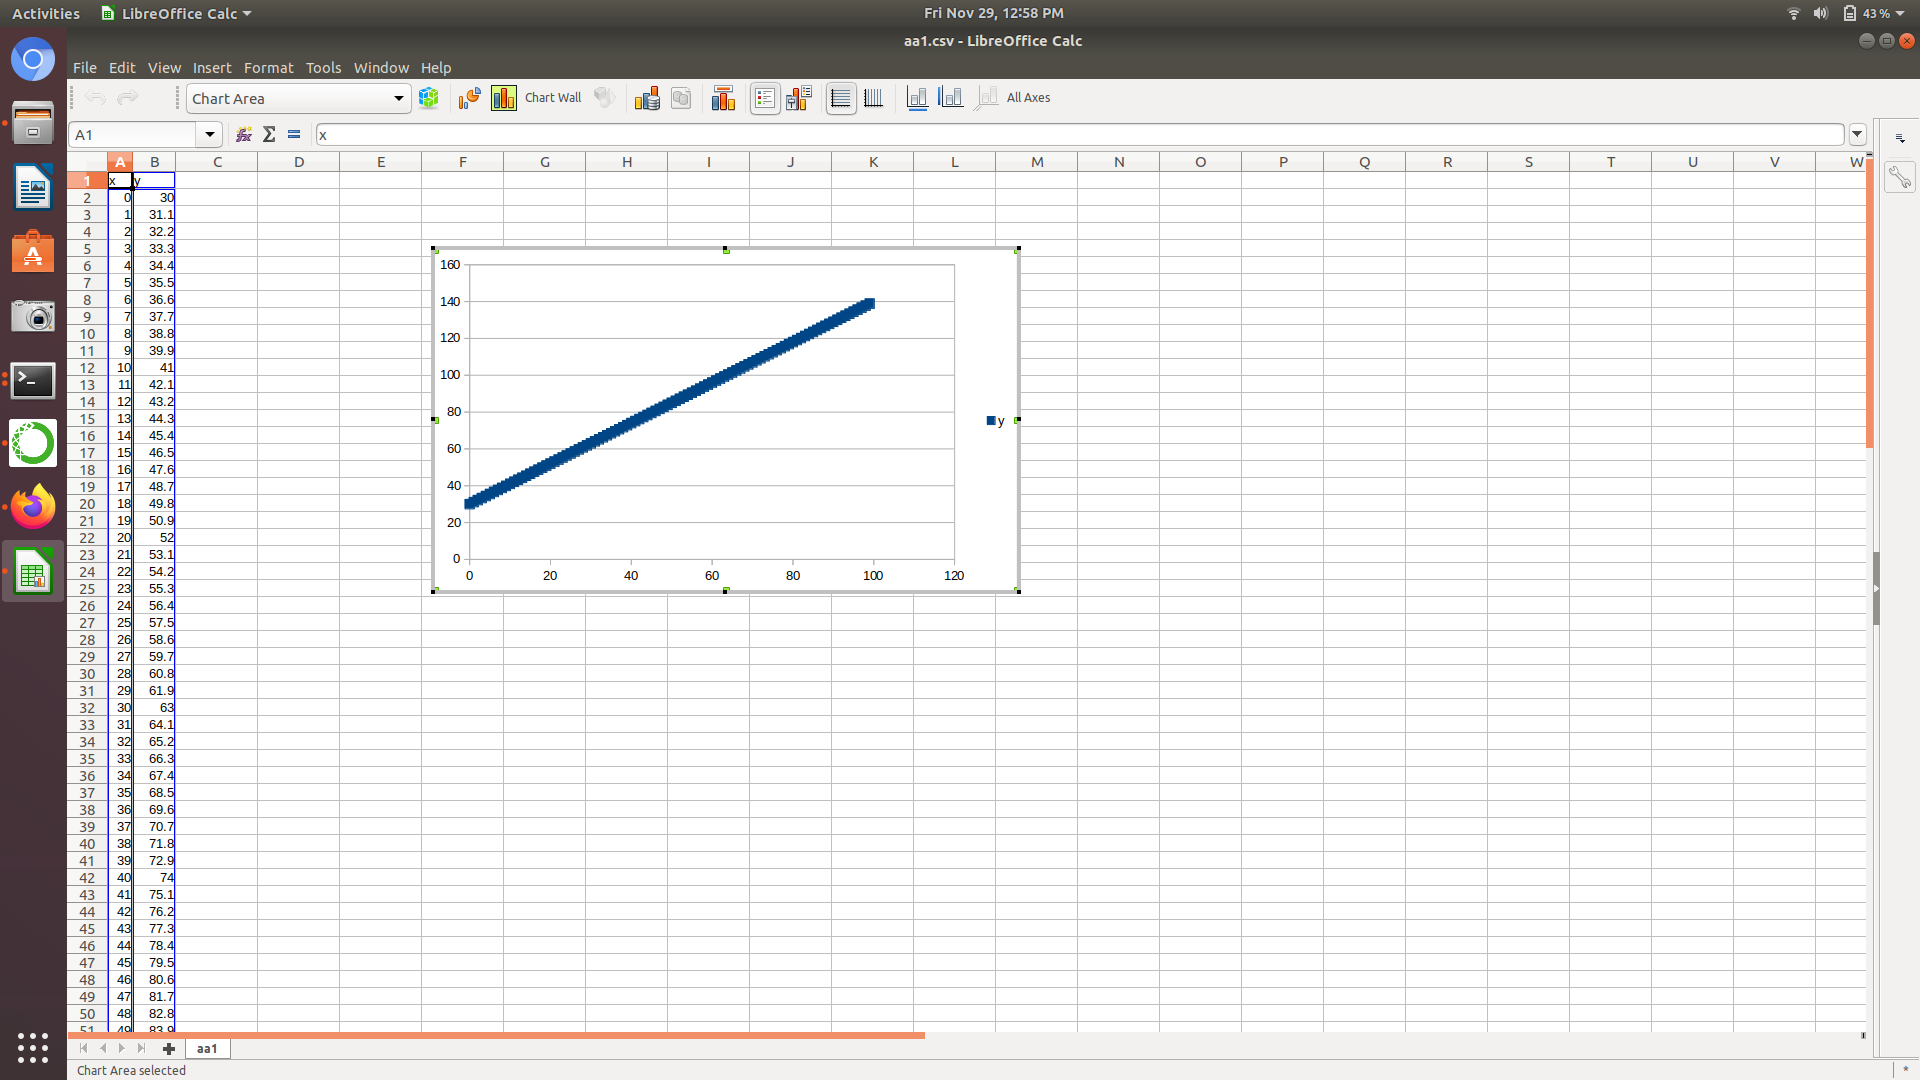 Activities LibreOffice Calc Fri Nov 29, 12:58 PM 43 %
aa1.csv - LibreOffice Calc
File Edit View Insert Format Tools Window Help
Chart Area Chart Wall All Axes
A1 x
A B C D E F G H I J K L M N O P Q R S T U V W
1 x y
2 0 30
3 1 31.1
4 2 32.2
5 3 33.3
6 4 34.4
7 5 35.5
8 6 36.6
9 7 37.7
10 8 38.8
11 9 39.9
12 10 41
13 11 42.1
14 12 43.2
15 13 44.3
16 14 45.4
17 15 46.5
18 16 47.6
19 17 48.7
20 18 49.8
21 19 50.9
22 20 52
23 21 53.1
24 22 54.2
25 23 55.3
26 24 56.4
27 25 57.5
28 26 58.6
29 27 59.7
30 28 60.8
31 29 61.9
32 30 63
33 31 64.1
34 32 65.2
35 33 66.3
36 34 67.4
37 35 68.5
38 36 69.6
39 37 70.7
40 38 71.8
41 39 72.9
42 40 74
43 41 75.1
44 42 76.2
45 43 77.3
46 44 78.4
47 45 79.5
48 46 80.6
49 47 81.7
50 48 82.8
51 49 83.9
160
140
120
100
80
60
40
20
0
0 20 40 60 80 100 120
y
aa1
Chart Area selected *